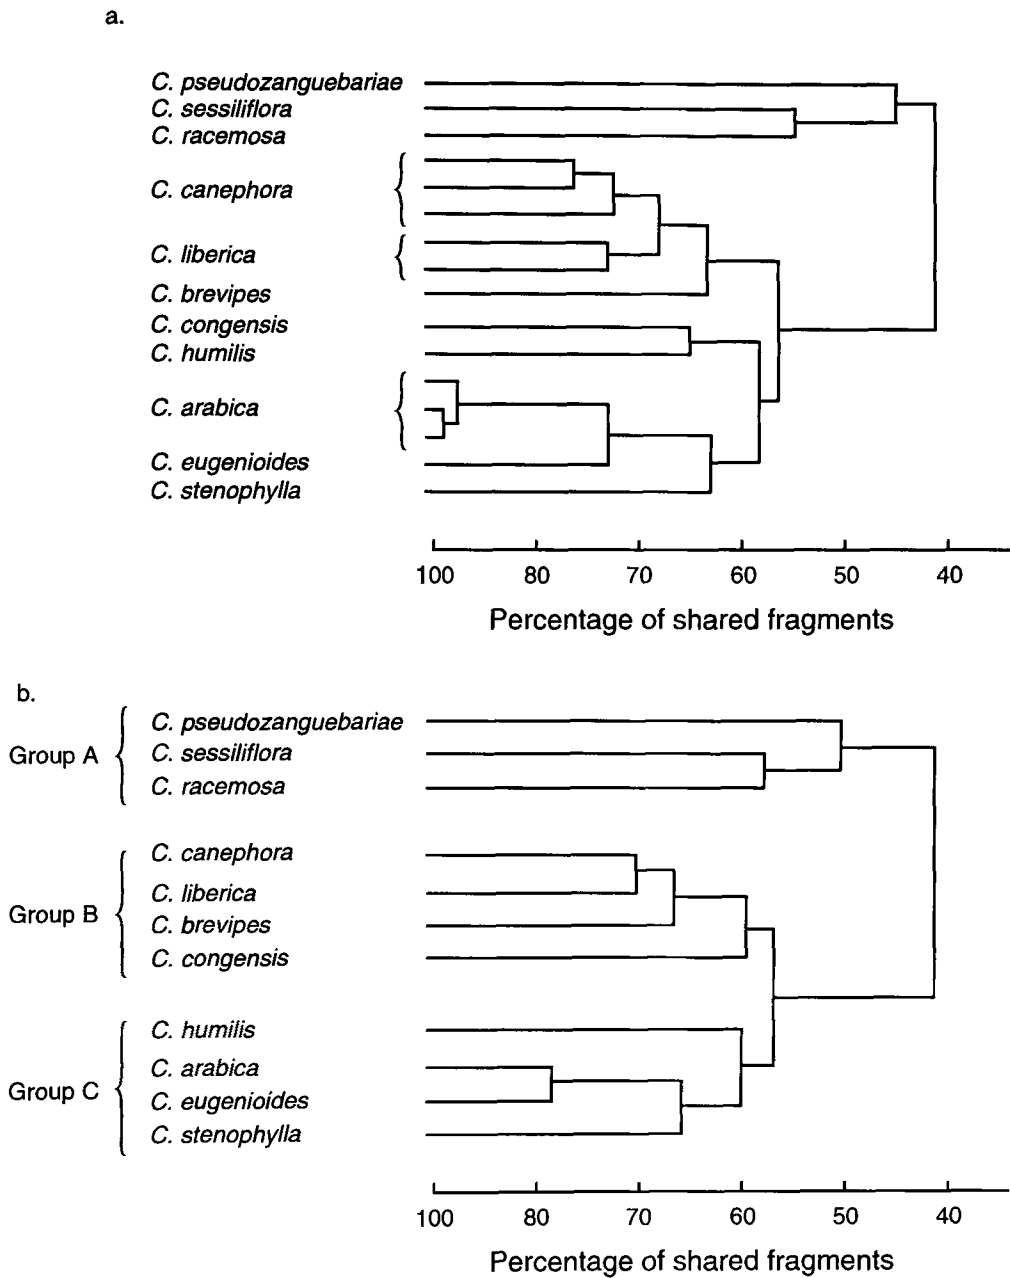 a.
C. pseudozanguebariae
C. sessiliflora
C. racemosa
C. canephora
C. liberica
C. brevipes
C. congensis
C. humilis
C. arabica
C. eugenioides
C. stenophylla
100 80 70 60 50 40
Percentage of shared fragments
b.
Group A
C. pseudozanguebariae
C. sessiliflora
C. racemosa
Group B
C. canephora
C. liberica
C. brevipes
C. congensis
Group C
C. humilis
C. arabica
C. eugenioides
C. stenophylla
100 80 70 60 50 40
Percentage of shared fragments